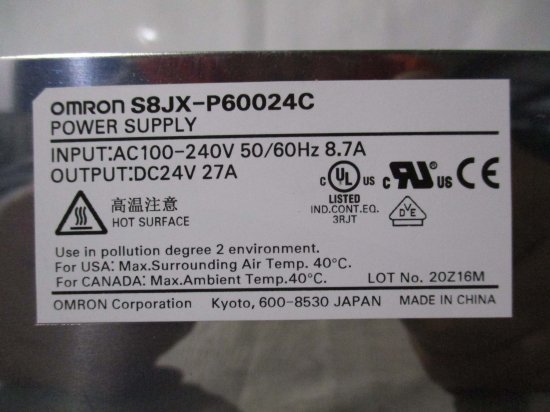 OMRON S8JX-P60024C
POWER SUPPLY
INPUT:AC100-240V 50/60Hz 8.7A
OUTPUT:DC24V 27A
高温注意
HOT SURFACE
C UL US
LISTED
IND.CONT.EQ.
3RJT
C RU US
CE
DVE
Use in pollution degree 2 environment.
For USA: Max.Surrounding Air Temp. 40°C.
For CANADA: Max.Ambient Temp.40°C.
LOT No. 20Z16M
OMRON Corporation Kyoto, 600-8530 JAPAN MADE IN CHINA